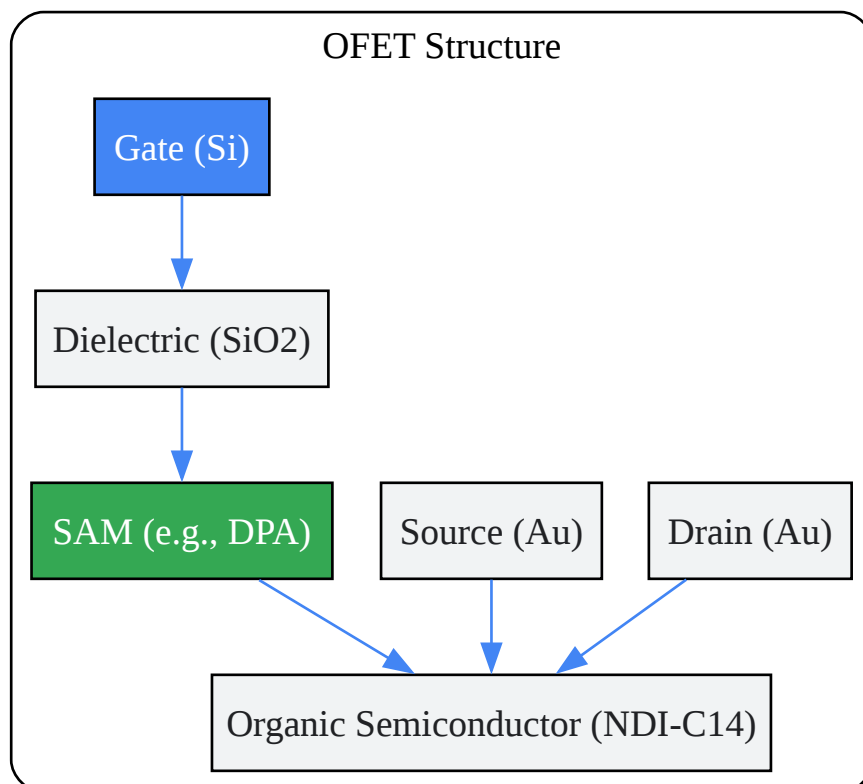 OFET Structure
Gate (Si)
Dielectric (SiO2)
SAM (e.g., DPA)
Source (Au)
Drain (Au)
Organic Semiconductor (NDI-C14)